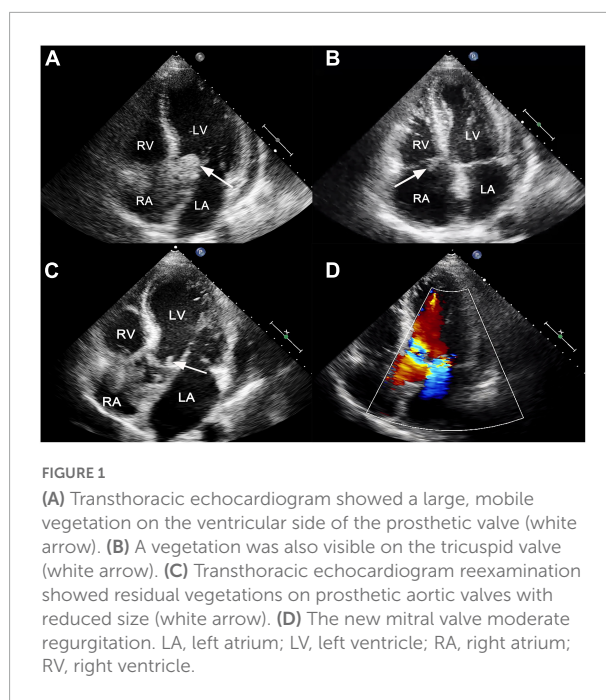 A
B
RV
LV
RA
LA
RV
LV
RA
LA
C
D
RV
LV
RA
LA
FIGURE 1
(A) Transthoracic echocardiogram showed a large, mobile
vegetation on the ventricular side of the prosthetic valve (white
arrow). (B) A vegetation was also visible on the tricuspid valve
(white arrow). (C) Transthoracic echocardiogram reexamination
showed residual vegetations on prosthetic aortic valves with
reduced size (white arrow). (D) The new mitral valve moderate
regurgitation. LA, left atrium; LV, left ventricle; RA, right atrium;
RV, right ventricle.